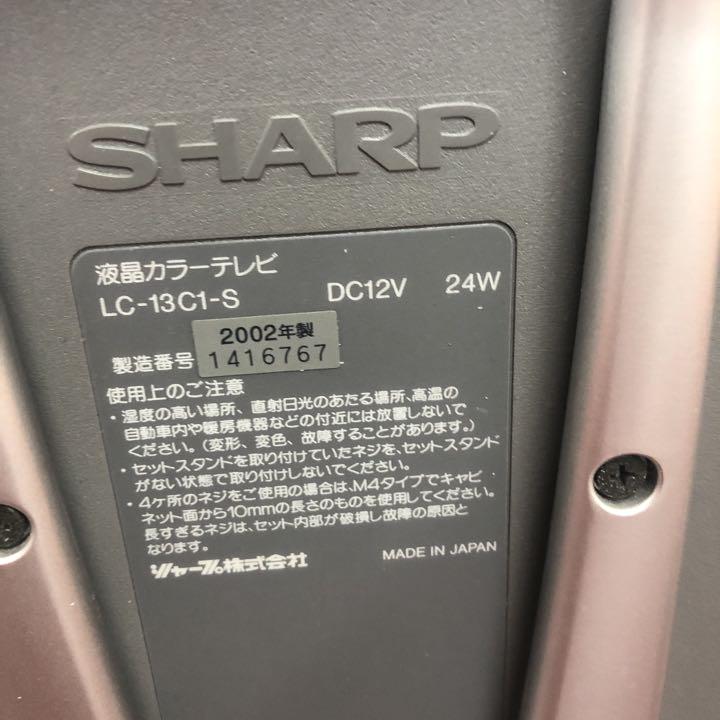 SHARP
液晶カラーテレビ
LC-13C1-S DC12V 24W
2002年製
製造番号 1416767
使用上のご注意
・湿度の高い場所、直射日光のあたる場所、高温の
自動車内や暖房機器などの付近には放置しないで
ください。(変形、変色、故障することがあります。)
・セットスタンドを取り付けていたネジを、セットスタンド
がない状態で取り付けしないでください。
・4ヶ所のネジをご使用の場合は、M4タイプでキャビ
ネット面から10mmの長さのものを使用してください。
長すぎるネジは、セット内部が破損し故障の原因と
なります。
シャープ株式会社 MADE IN JAPAN